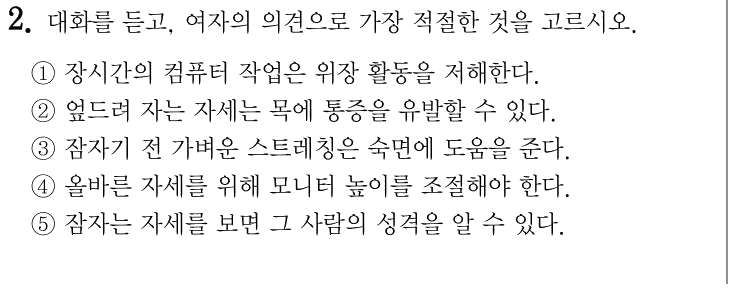 2. 대화를 듣고, 여자의 의견으로 가장 적절한 것을 고르시오.
① 장시간의 컴퓨터 작업은 위장 활동을 저해한다.
② 엎드려 자는 자세는 목에 통증을 유발할 수 있다.
③ 잠자기 전 가벼운 스트레칭은 숙면에 도움을 준다.
④ 올바른 자세를 위해 모니터 높이를 조절해야 한다.
⑤ 잠자는 자세를 보면 그 사람의 성격을 알 수 있다.